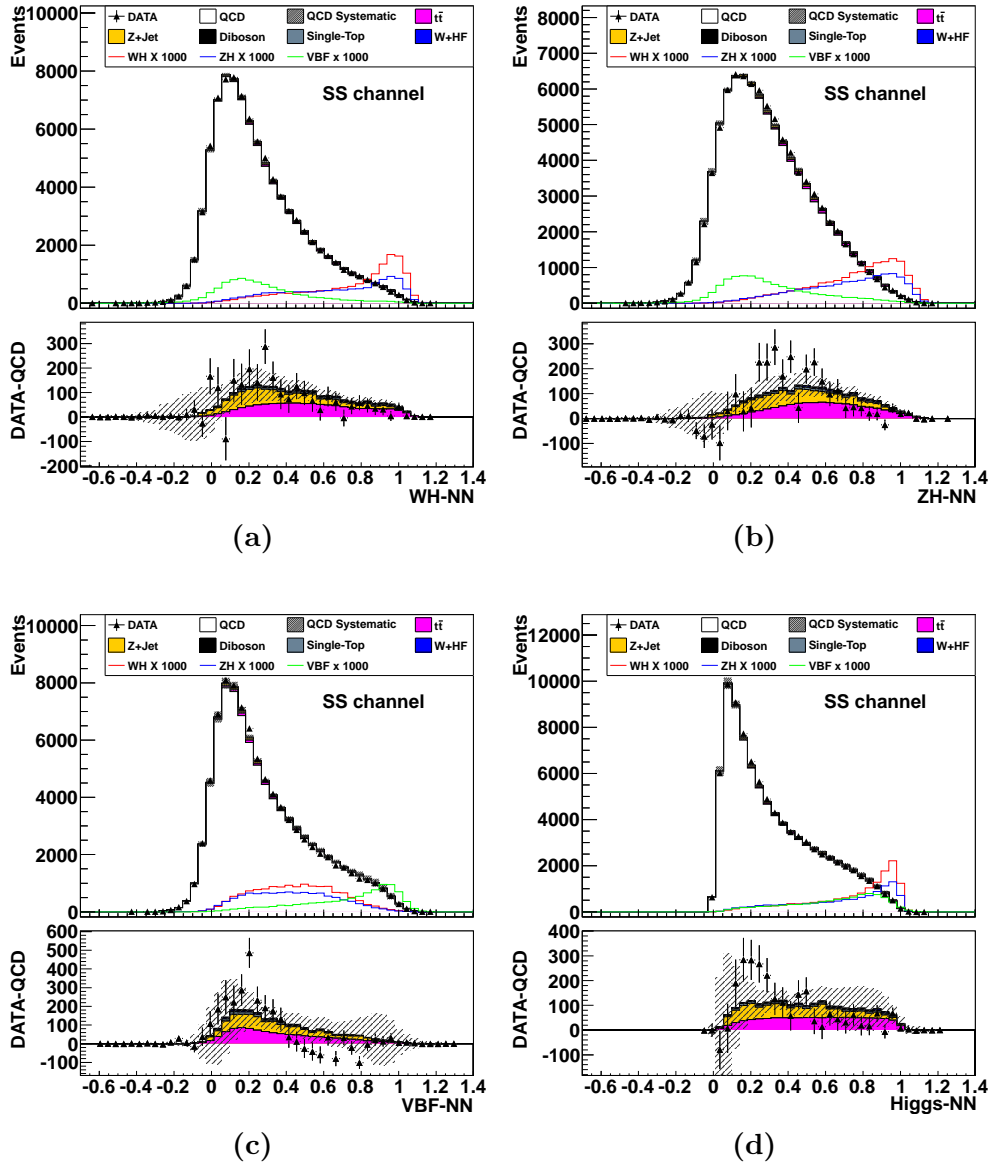 Events
10000
8000
6000
4000
2000
0
DATA QCD QCD Systematic tt̄
Z+Jet Diboson Single-Top W+HF
WH X 1000 ZH X 1000 VBF x 1000
SS channel
DATA-QCD
300
200
100
0
-100
-200
-0.6 -0.4 -0.2 0 0.2 0.4 0.6 0.8 1 1.2 1.4
WH-NN
(a)
Events
8000
7000
6000
5000
4000
3000
2000
1000
0
DATA QCD QCD Systematic tt̄
Z+Jet Diboson Single-Top W+HF
WH X 1000 ZH X 1000 VBF x 1000
SS channel
DATA-QCD
300
200
100
0
-100
-0.6 -0.4 -0.2 0 0.2 0.4 0.6 0.8 1 1.2 1.4
ZH-NN
(b)
Events
10000
8000
6000
4000
2000
0
DATA QCD QCD Systematic tt̄
Z+Jet Diboson Single-Top W+HF
WH X 1000 ZH X 1000 VBF x 1000
SS channel
DATA-QCD
600
500
400
300
200
100
0
-100
-0.6 -0.4 -0.2 0 0.2 0.4 0.6 0.8 1 1.2 1.4
VBF-NN
(c)
Events
12000
10000
8000
6000
4000
2000
0
DATA QCD QCD Systematic tt̄
Z+Jet Diboson Single-Top W+HF
WH X 1000 ZH X 1000 VBF x 1000
SS channel
DATA-QCD
400
300
200
100
0
-100
-0.6 -0.4 -0.2 0 0.2 0.4 0.6 0.8 1 1.2 1.4
Higgs-NN
(d)